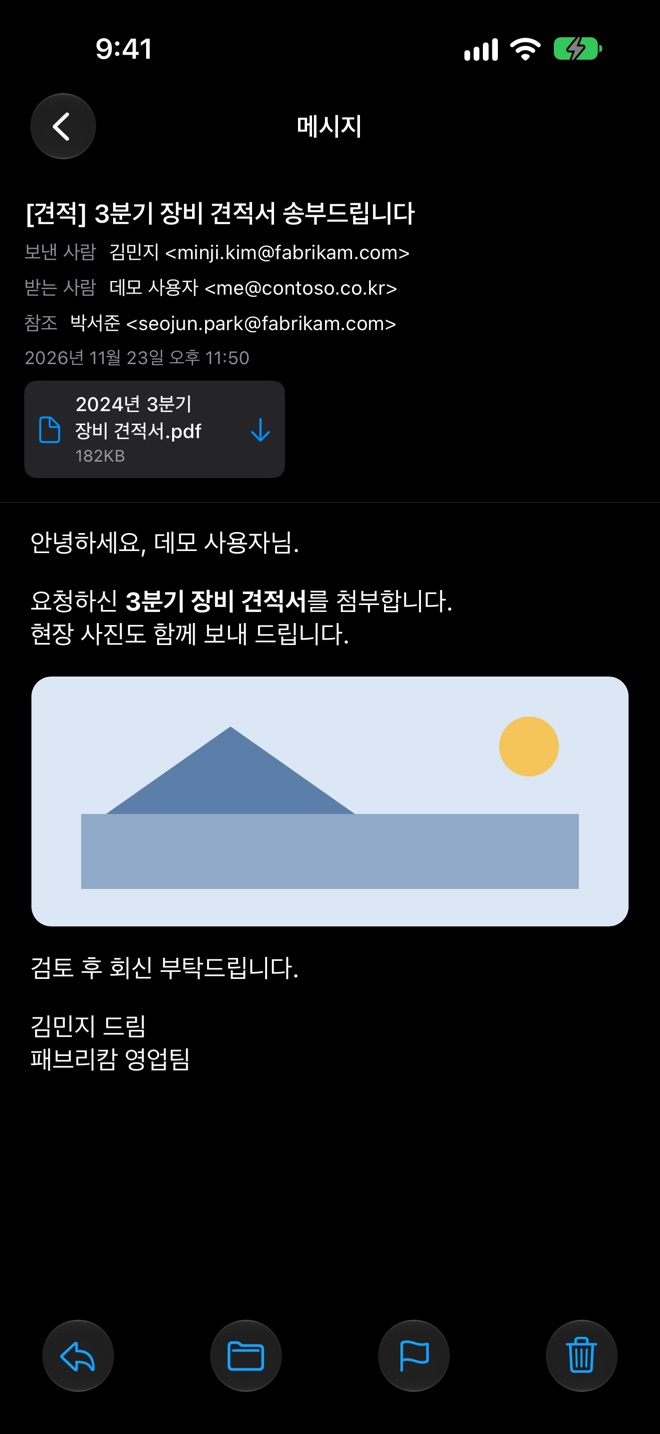 9:41
메시지
[견적] 3분기 장비 견적서 송부드립니다
보낸 사람 김민지 <minji.kim@fabrikam.com>
받는 사람 데모 사용자 <me@contoso.co.kr>
참조 박서준 <seojun.park@fabrikam.com>
2026년 11월 23일 오후 11:50
2024년 3분기
장비 견적서.pdf
182KB
안녕하세요, 데모 사용자님.
요청하신 3분기 장비 견적서를 첨부합니다.
현장 사진도 함께 보내 드립니다.
검토 후 회신 부탁드립니다.
김민지 드림
패브리캄 영업팀